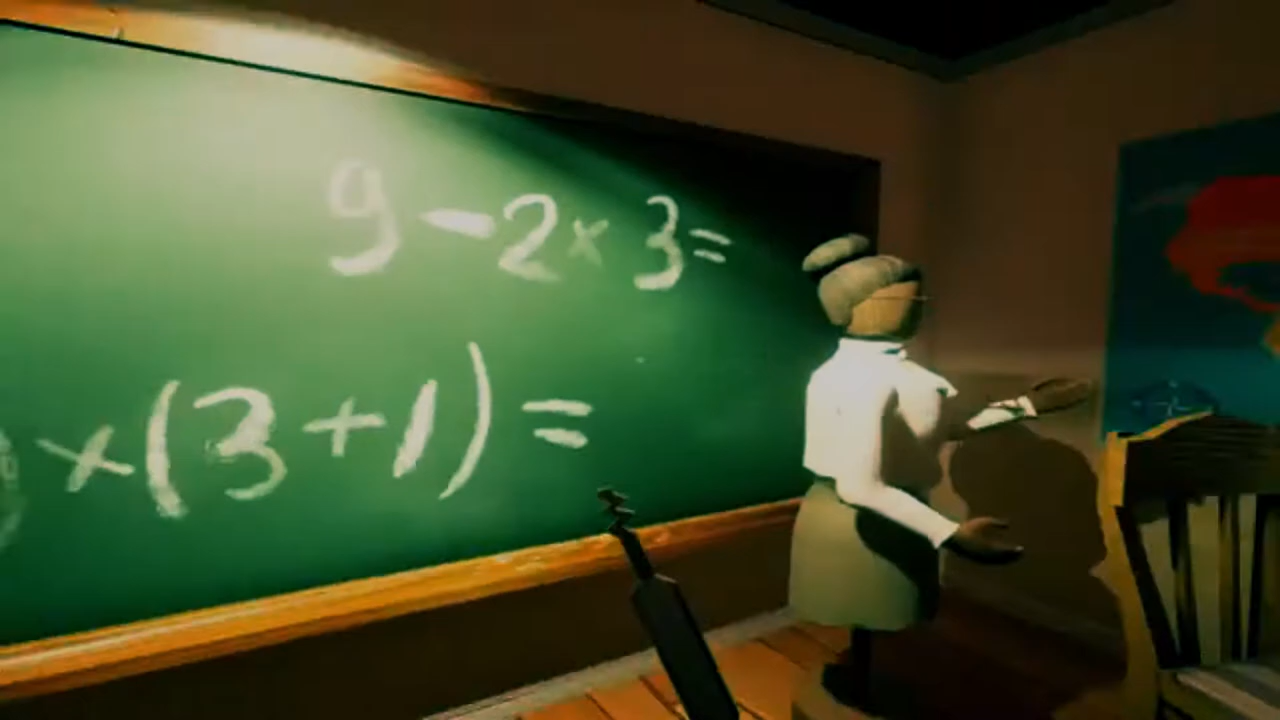 9-2×3=
×(3+1)=